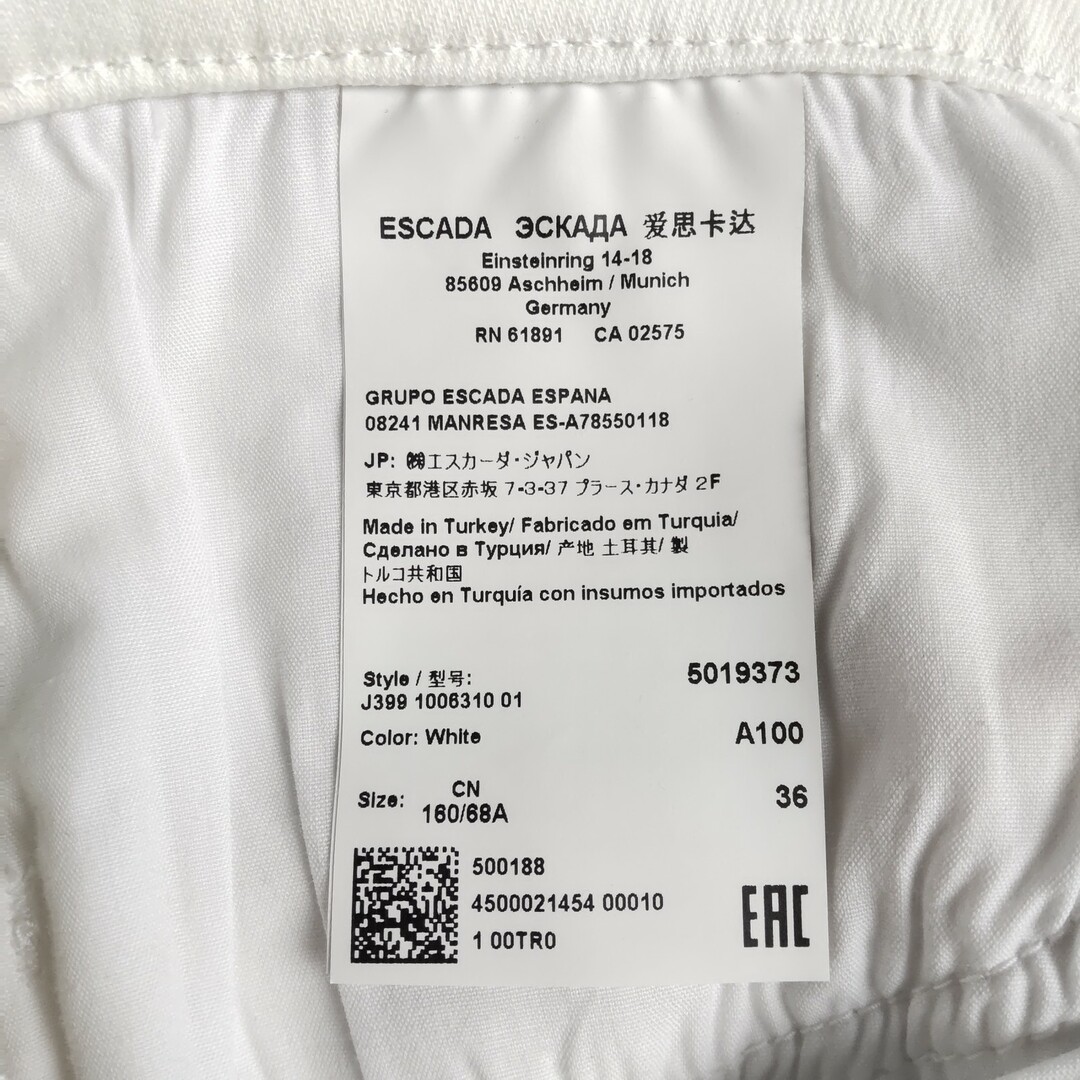 ESCADA ЭСКАДА 爱思卡达
Einsteinring 14-18
85609 Aschheim / Munich
Germany
RN 61891 CA 02575
GRUPO ESCADA ESPANA
08241 MANRESA ES-A78550118
JP: ㈱エスカーダ・ジャパン
東京都港区赤坂 7-3-37 プラース・カナダ 2F
Made in Turkey/ Fabricado em Turquia/
Сделано в Турция/ 产地 土耳其/ 製
トルコ共和国
Hecho en Turquía con insumos importados
Style / 型号: 5019373
J399 1006310 01
Color: White A100
Size: CN 36
160/68A
500188
4500021454 00010
1 00TR0
EAC